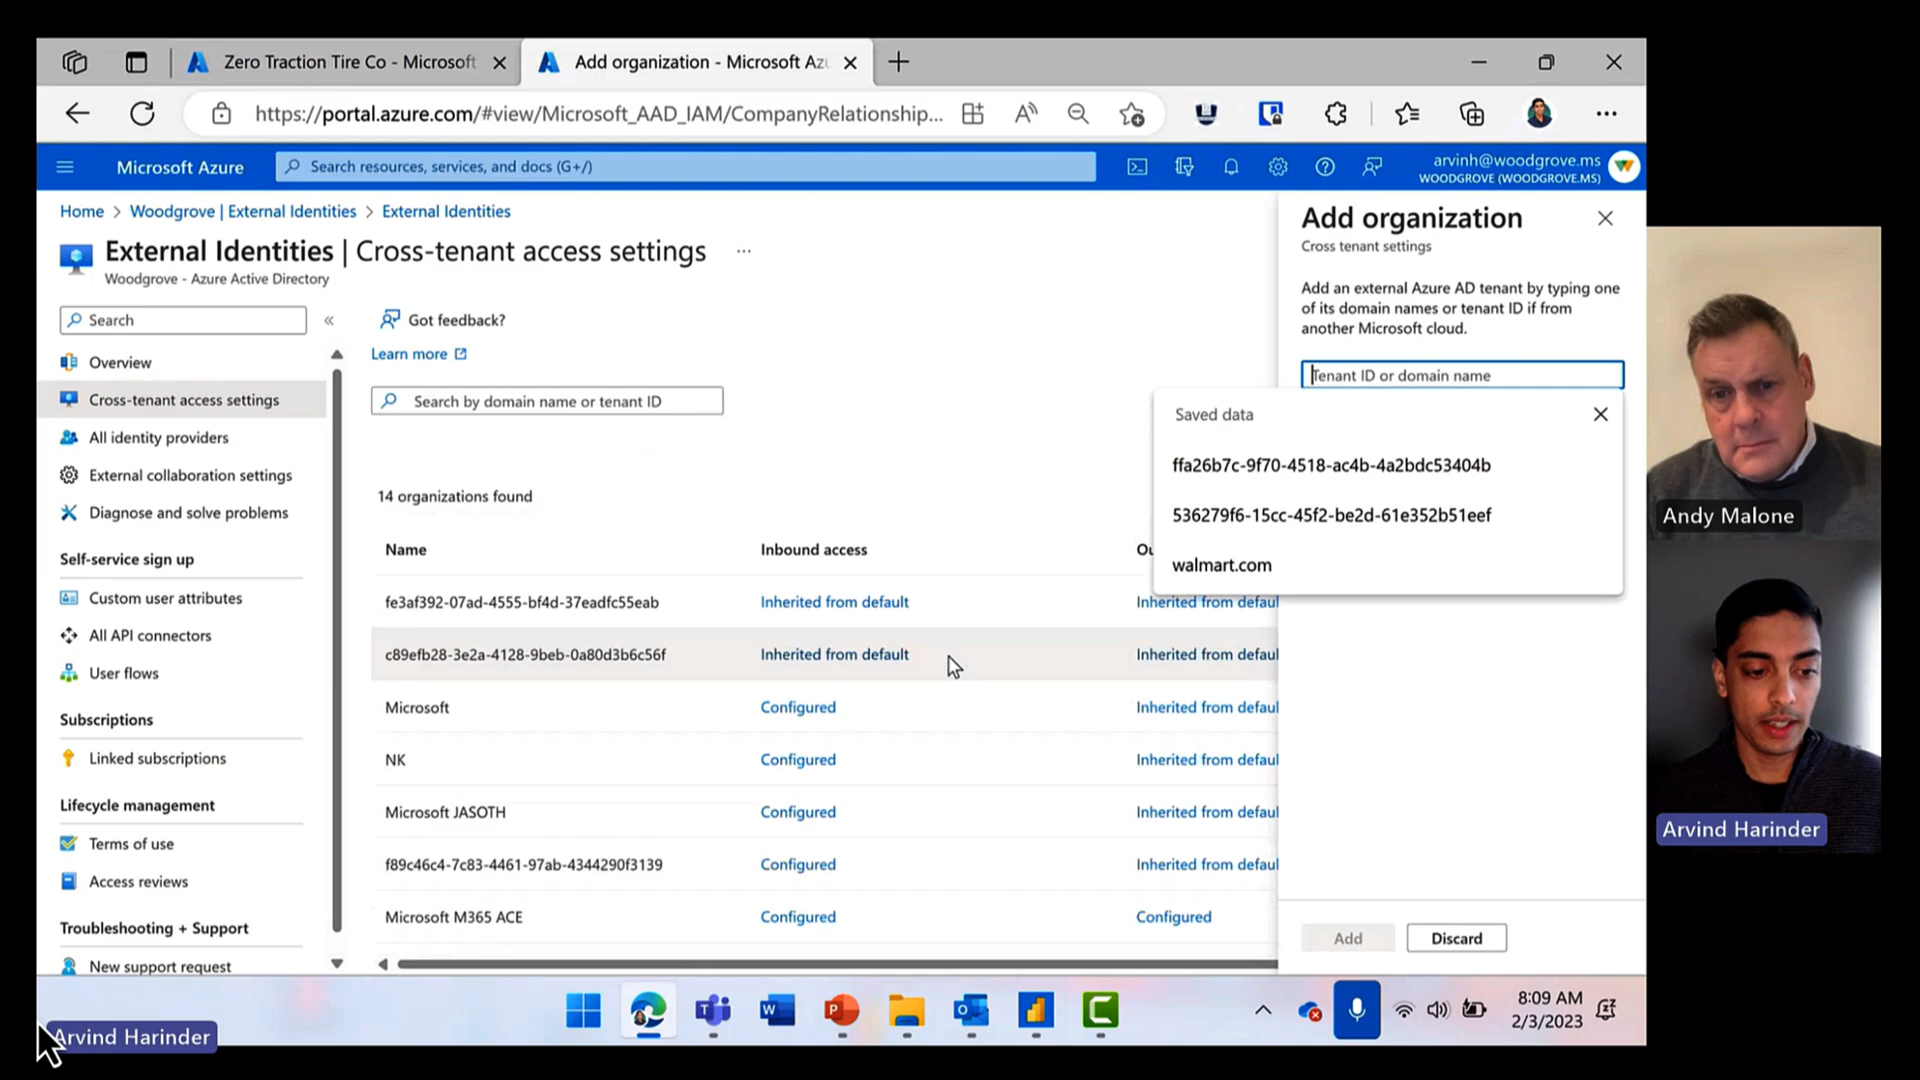 Zero Traction Tire Co - Microsoft
Add organization - Microsoft Az
https://portal.azure.com/#view/Microsoft_AAD_IAM/CompanyRelationship...
Microsoft Azure
Search resources, services, and docs (G+/)
arvinh@woodgrove.ms
WOODGROVE (WOODGROVE.MS)
Home > Woodgrove | External Identities > External Identities
External Identities | Cross-tenant access settings ...
Woodgrove - Azure Active Directory
Search
Overview
Cross-tenant access settings
All identity providers
External collaboration settings
Diagnose and solve problems
Self-service sign up
Custom user attributes
All API connectors
User flows
Subscriptions
Linked subscriptions
Lifecycle management
Terms of use
Access reviews
Troubleshooting + Support
New support request
Got feedback?
Learn more
Search by domain name or tenant ID
14 organizations found
Name Inbound access Ou
fe3af392-07ad-4555-bf4d-37eadfc55eab Inherited from default Inherited from defaul
c89efb28-3e2a-4128-9beb-0a80d3b6c56f Inherited from default Inherited from defaul
Microsoft Configured Inherited from defaul
NK Configured Inherited from defaul
Microsoft JASOTH Configured Inherited from defaul
f89c46c4-7c83-4461-97ab-4344290f3139 Configured Inherited from defaul
Microsoft M365 ACE Configured Configured
Add organization
Cross tenant settings
Add an external Azure AD tenant by typing one
of its domain names or tenant ID if from
another Microsoft cloud.
Tenant ID or domain name
Saved data
ffa26b7c-9f70-4518-ac4b-4a2bdc53404b
536279f6-15cc-45f2-be2d-61e352b51eef
walmart.com
Add Discard
Andy Malone
Arvind Harinder
8:09 AM
2/3/2023
Arvind Harinder